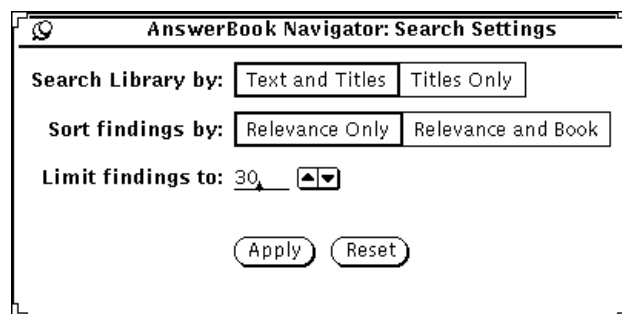 AnswerBook Navigator: Search Settings
Search Library by: Text and Titles Titles Only
Sort findings by: Relevance Only Relevance and Book
Limit findings to: 30
Apply Reset